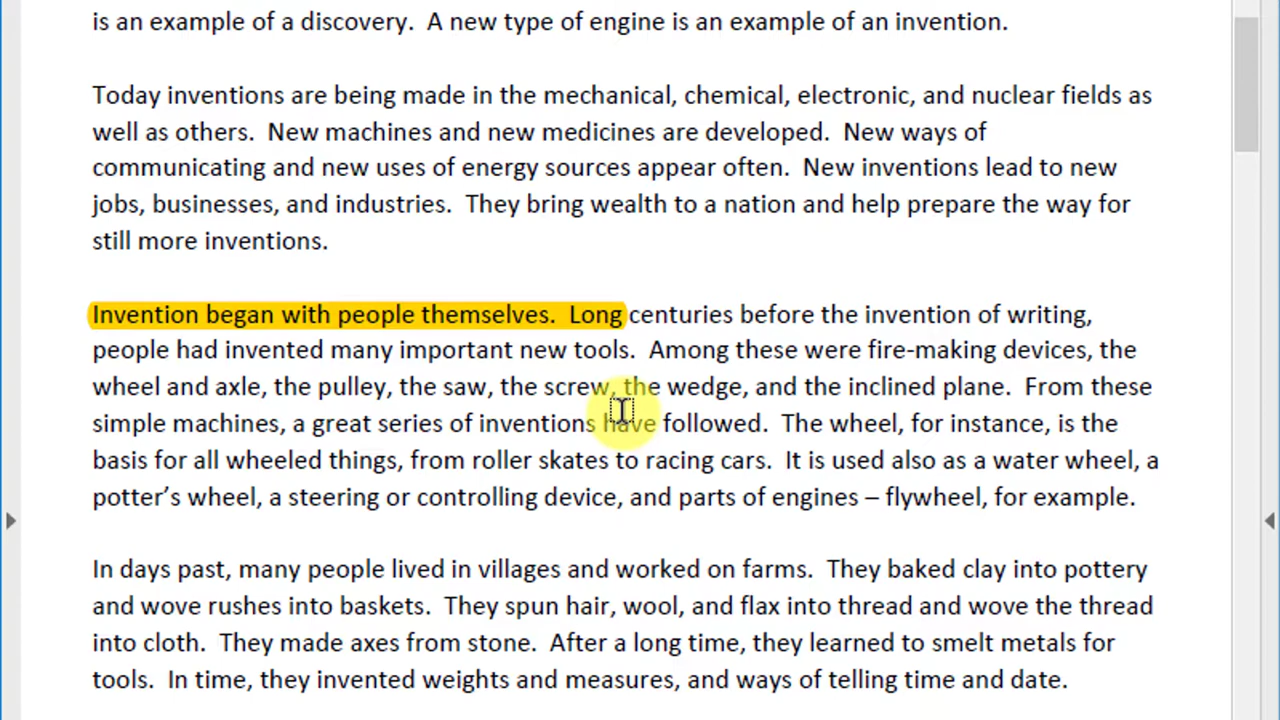 is an example of a discovery.  A new type of engine is an example of an invention.
Today inventions are being made in the mechanical, chemical, electronic, and nuclear fields as
well as others.  New machines and new medicines are developed.  New ways of
communicating and new uses of energy sources appear often.  New inventions lead to new
jobs, businesses, and industries.  They bring wealth to a nation and help prepare the way for
still more inventions.
Invention began with people themselves.  Long centuries before the invention of writing,
people had invented many important new tools.  Among these were fire-making devices, the
wheel and axle, the pulley, the saw, the screw, the wedge, and the inclined plane.  From these
simple machines, a great series of inventions have followed.  The wheel, for instance, is the
basis for all wheeled things, from roller skates to racing cars.  It is used also as a water wheel, a
potter’s wheel, a steering or controlling device, and parts of engines – flywheel, for example.
In days past, many people lived in villages and worked on farms.  They baked clay into pottery
and wove rushes into baskets.  They spun hair, wool, and flax into thread and wove the thread
into cloth.  They made axes from stone.  After a long time, they learned to smelt metals for
tools.  In time, they invented weights and measures, and ways of telling time and date.